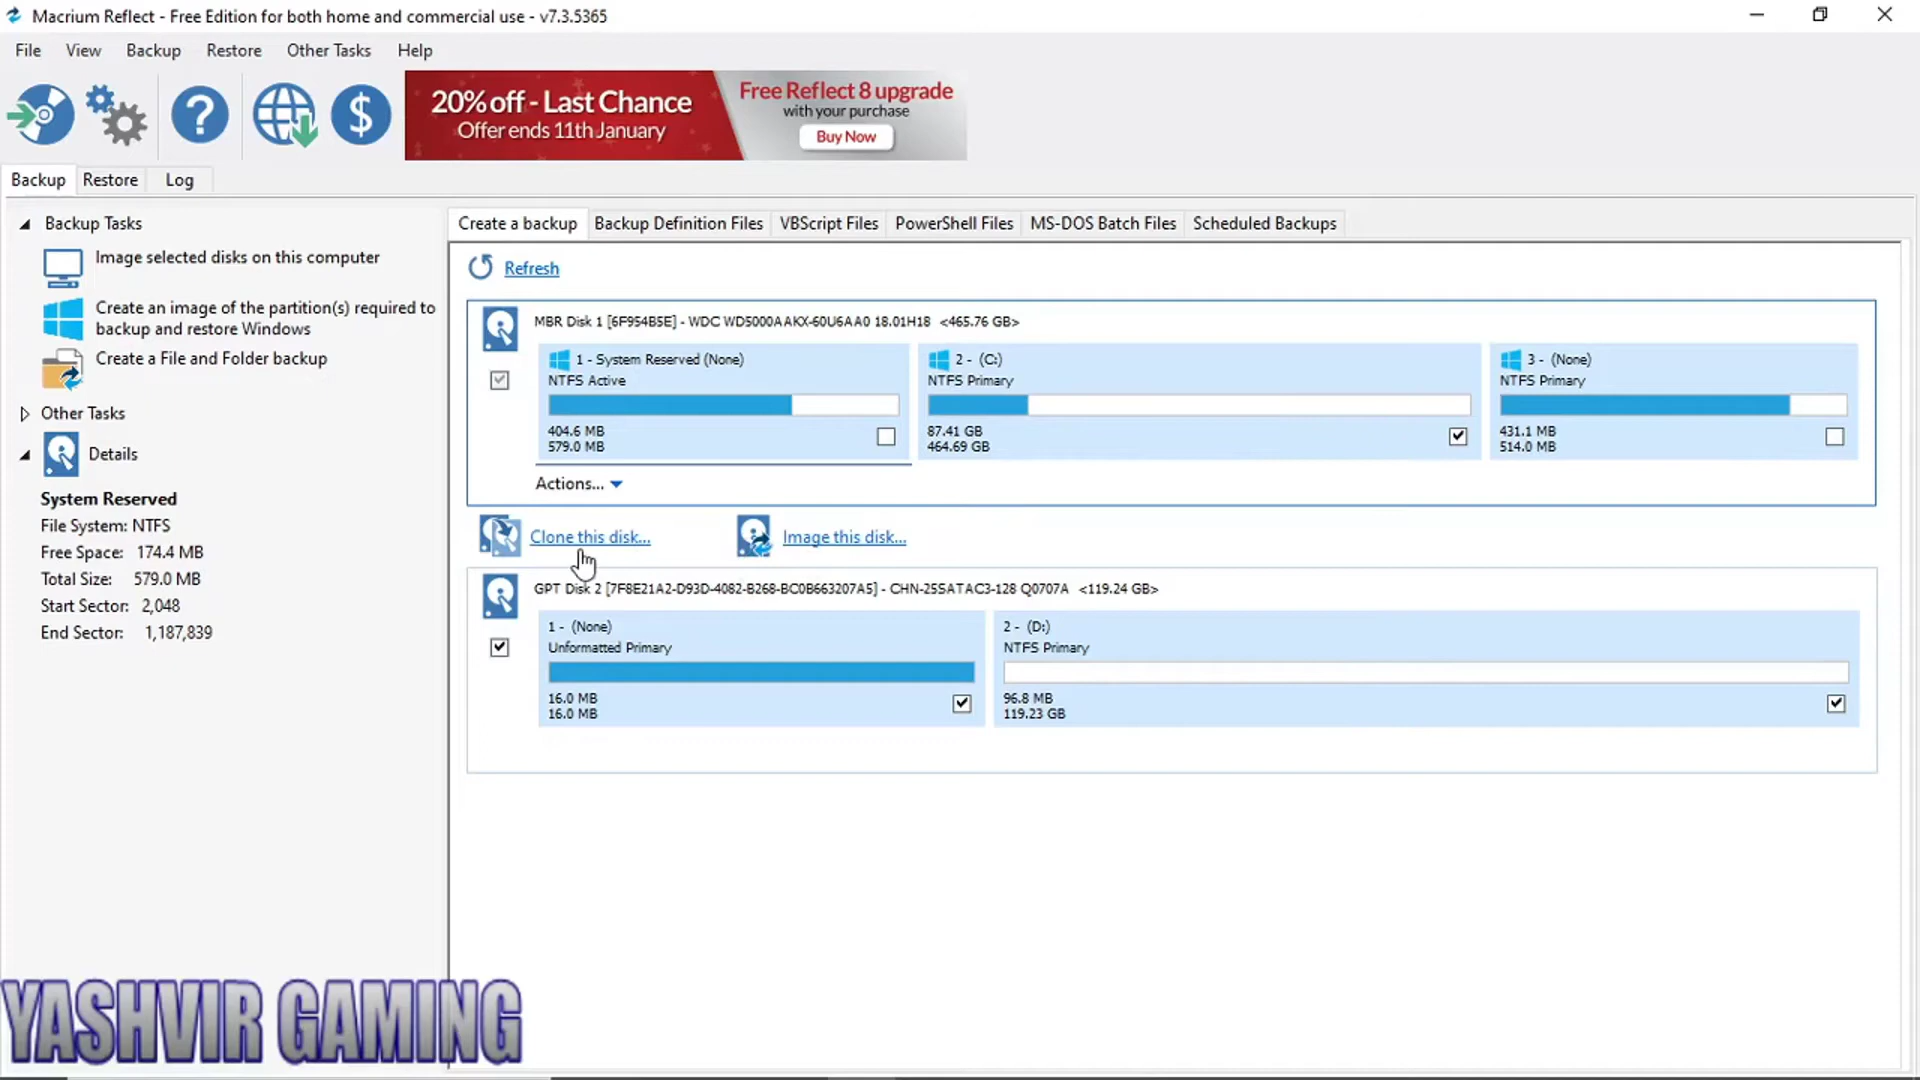 Macrium Reflect - Free Edition for both home and commercial use - v7.3.5365
File View Backup Restore Other Tasks Help
20% off - Last Chance
Offer ends 11th January
Free Reflect 8 upgrade
with your purchase
Buy Now
Backup Restore Log
Backup Tasks
Image selected disks on this computer
Create an image of the partition(s) required to
backup and restore Windows
Create a File and Folder backup
Other Tasks
Details
System Reserved
File System: NTFS
Free Space: 174.4 MB
Total Size: 579.0 MB
Start Sector: 2,048
End Sector: 1,187,839
Create a backup Backup Definition Files VBScript Files PowerShell Files MS-DOS Batch Files Scheduled Backups
Refresh
MBR Disk 1 [6F954B5E] - WDC WD5000AAKX-60U6AA0 18.01H18 <465.76 GB>
1 - System Reserved (None)
NTFS Active
404.6 MB
579.0 MB
2 - (C:)
NTFS Primary
87.41 GB
464.69 GB
3 - (None)
NTFS Primary
431.1 MB
514.0 MB
Actions...
Clone this disk... Image this disk...
GPT Disk 2 [7F8E21A2-D93D-4082-B268-BC0B663207A5] - CHN-25SATAC3-128 Q0707A <119.24 GB>
1 - (None)
Unformatted Primary
16.0 MB
16.0 MB
2 - (D:)
NTFS Primary
96.8 MB
119.23 GB
YASHVIR GAMING